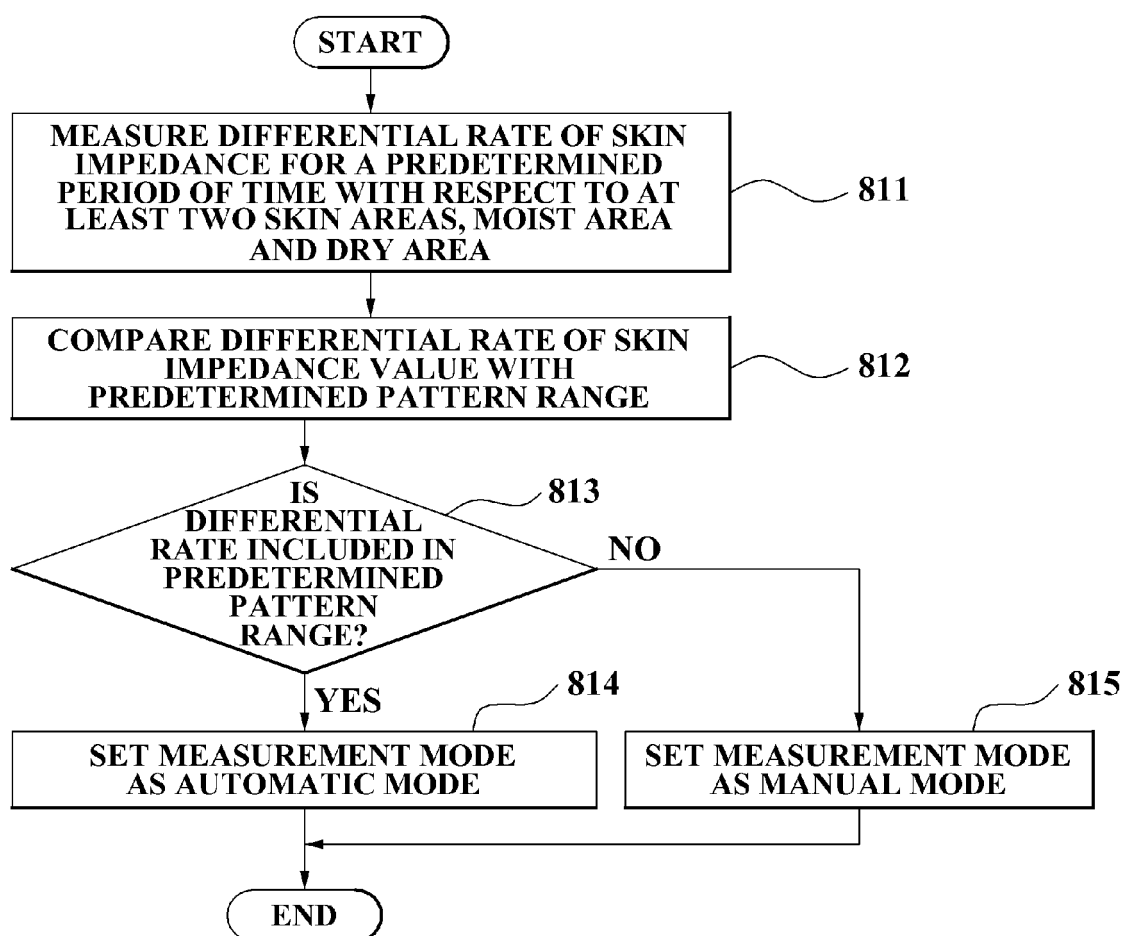 START
MEASURE DIFFERENTIAL RATE OF SKIN
IMPEDANCE FOR A PREDETERMINED
PERIOD OF TIME WITH RESPECT TO AT
LEAST TWO SKIN AREAS, MOIST AREA
AND DRY AREA
811
COMPARE DIFFERENTIAL RATE OF SKIN
IMPEDANCE VALUE WITH
PREDETERMINED PATTERN RANGE
812
IS
DIFFERENTIAL
RATE INCLUDED IN
PREDETERMINED
PATTERN
RANGE?
813
NO
YES
814
815
SET MEASUREMENT MODE
AS AUTOMATIC MODE
SET MEASUREMENT MODE
AS MANUAL MODE
END